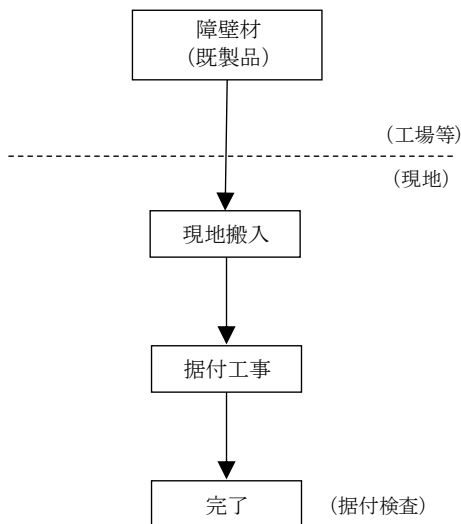 障壁材
(既製品)
(工場等)
(現地)
現地搬入
据付工事
完了
(据付検査)